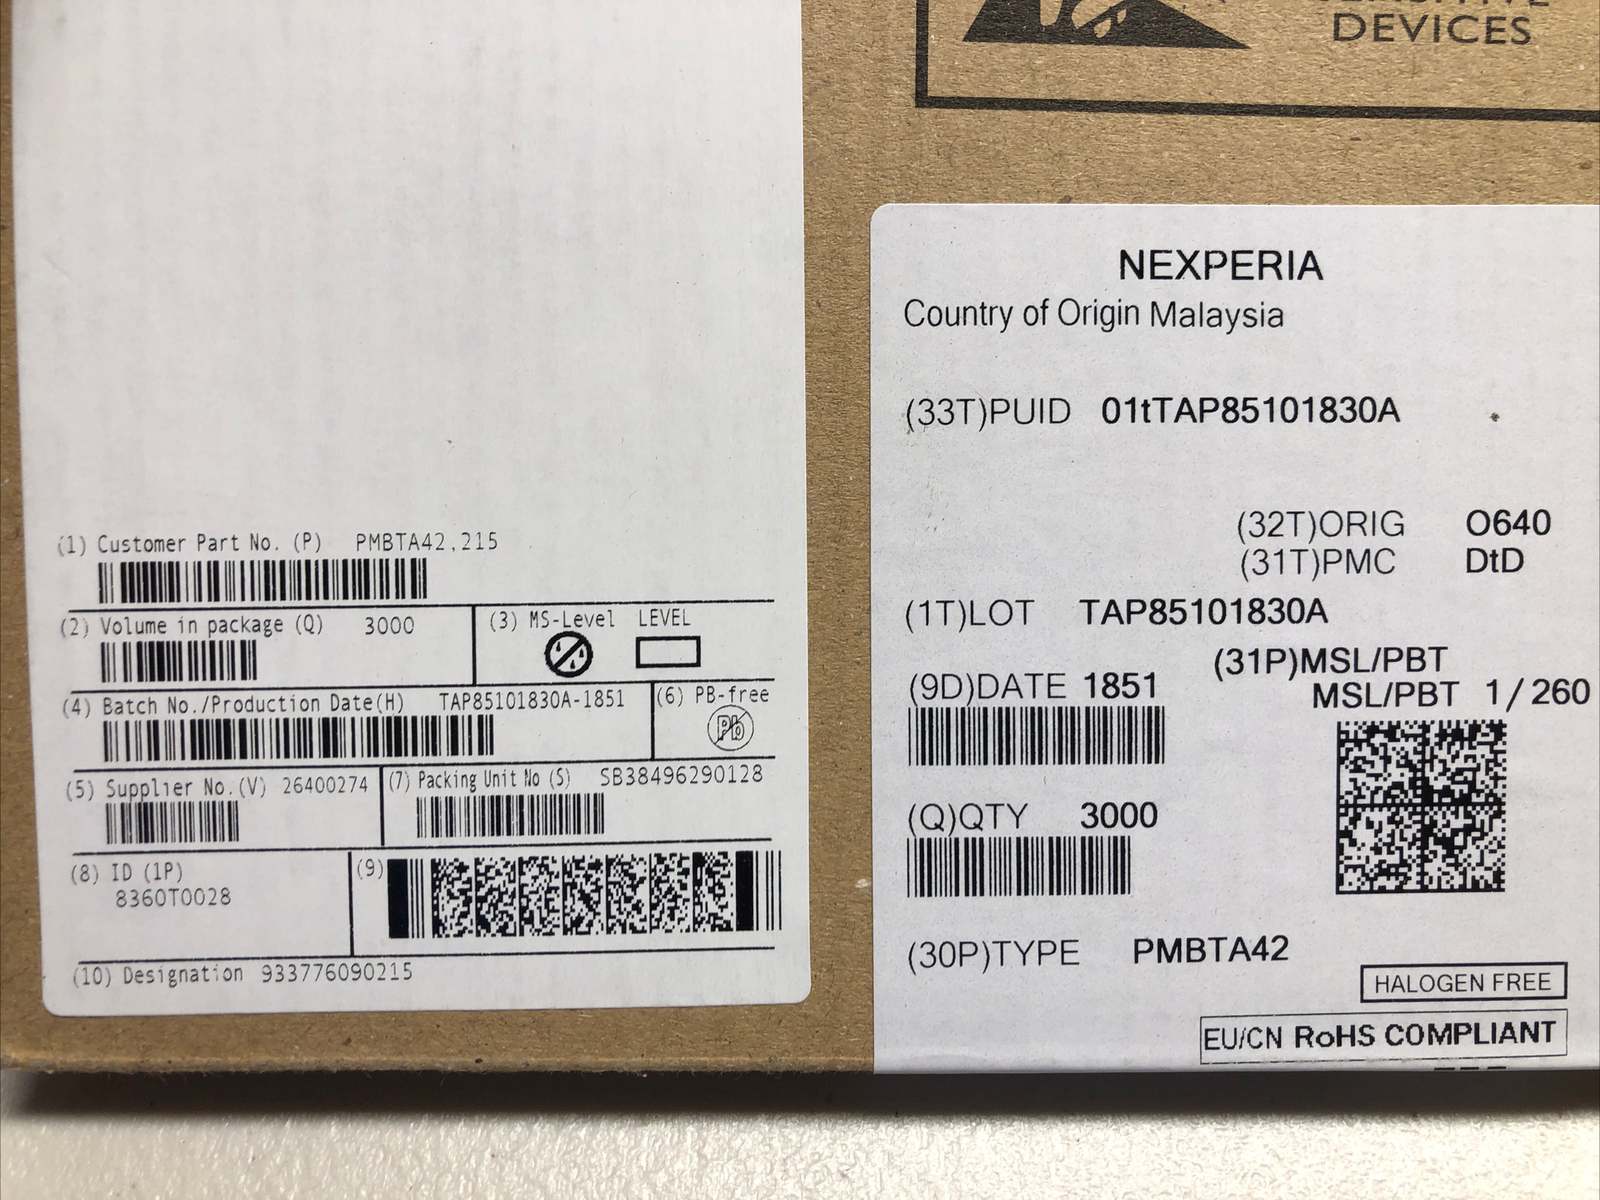 DEVICES
(1) Customer Part No. (P) PMBTA42,215
(2) Volume in package (Q) 3000
(3) MS-Level LEVEL
(4) Batch No./Production Date(H) TAP85101830A-1851
(6) PB-free
Pb
(5) Supplier No.(V) 26400274
(7) Packing Unit No (S) SB38496290128
(8) ID (1P)
8360T0028
(9)
(10) Designation 933776090215
NEXPERIA
Country of Origin Malaysia
(33T)PUID 01tTAP85101830A
(32T)ORIG O640
(31T)PMC DtD
(1T)LOT TAP85101830A
(31P)MSL/PBT
(9D)DATE 1851
MSL/PBT 1/260
(Q)QTY 3000
(30P)TYPE PMBTA42
HALOGEN FREE
EU/CN RoHS COMPLIANT